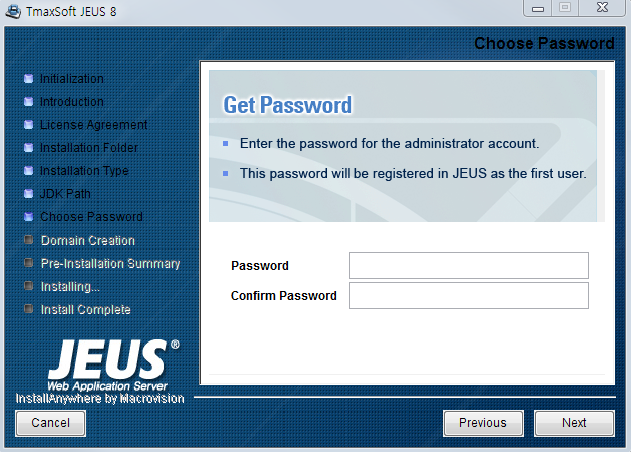 TmaxSoft JEUS 8
Choose Password
Initialization
Introduction
License Agreement
Installation Folder
Installation Type
JDK Path
Choose Password
Domain Creation
Pre-Installation Summary
Installing...
Install Complete
Get Password
Enter the password for the administrator account.
This password will be registered in JEUS as the first user.
Password
Confirm Password
JEUS®
Web Application Server
InstallAnywhere by Macrovision
Cancel
Previous
Next